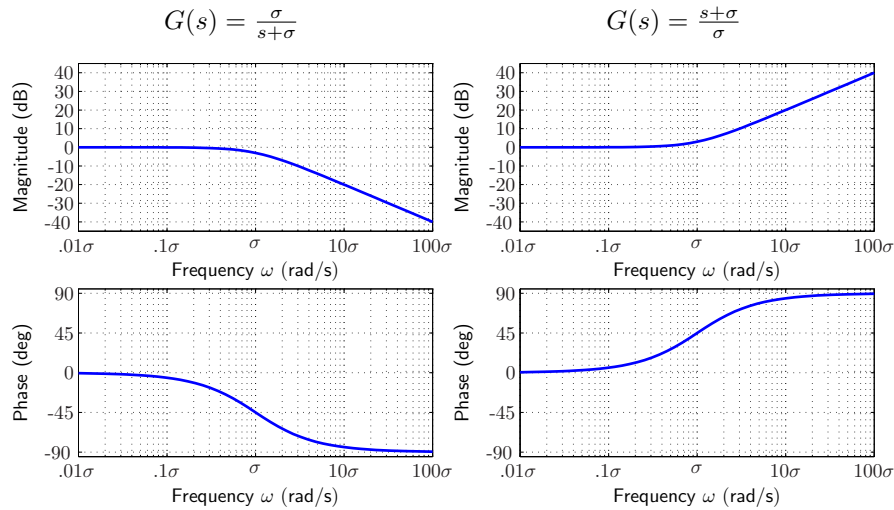 G(s) = σ/(s+σ)
G(s) = (s+σ)/σ
Magnitude (dB)
40
30
20
10
0
-10
-20
-30
-40
.01σ .1σ σ 10σ 100σ
Frequency ω (rad/s)
Magnitude (dB)
40
30
20
10
0
-10
-20
-30
-40
.01σ .1σ σ 10σ 100σ
Frequency ω (rad/s)
Phase (deg)
90
45
0
-45
-90
.01σ .1σ σ 10σ 100σ
Frequency ω (rad/s)
Phase (deg)
90
45
0
-45
-90
.01σ .1σ σ 10σ 100σ
Frequency ω (rad/s)